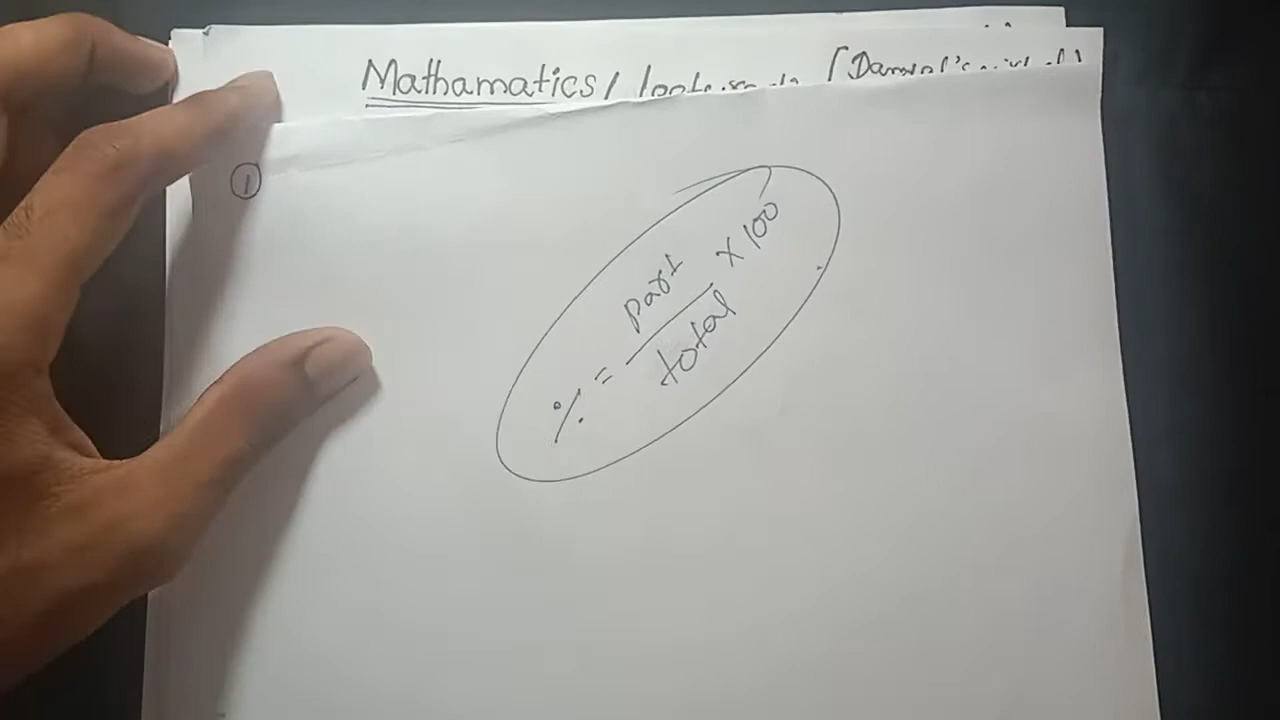 Mathamatics/
①
% = part/total × 100